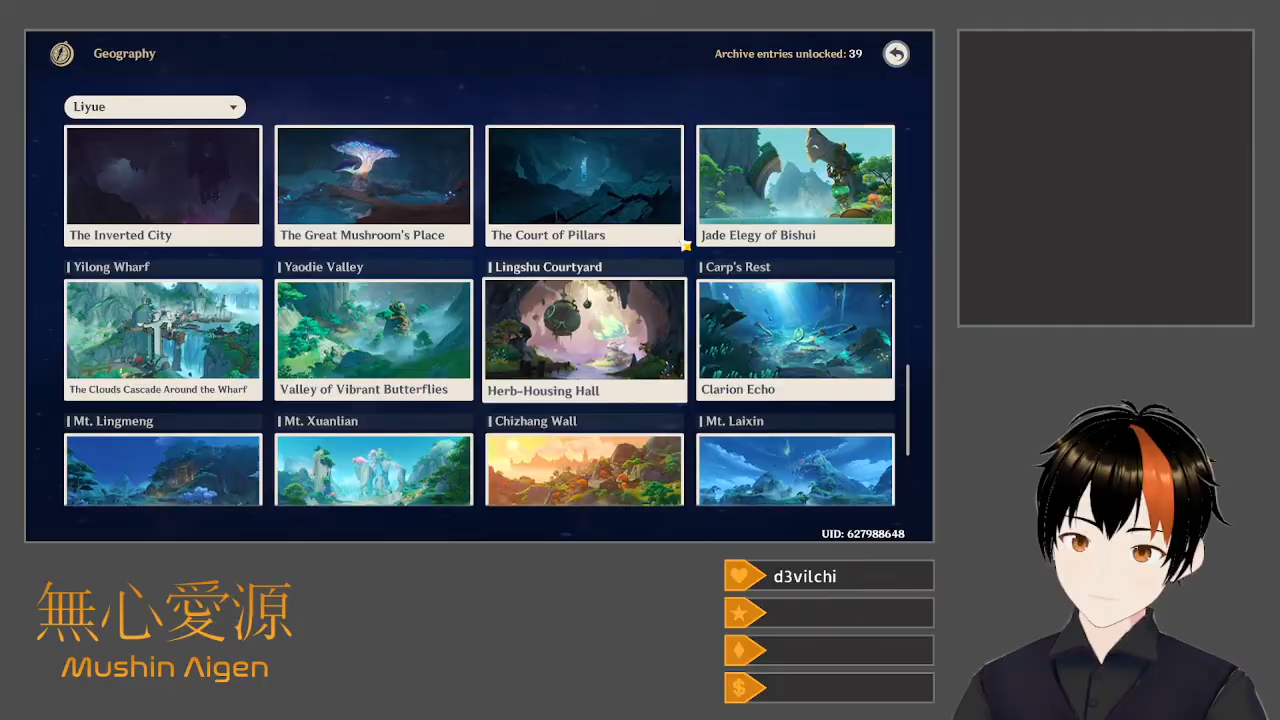 Geography
Archive entries unlocked: 39
Liyue
The Inverted City
The Great Mushroom's Place
The Court of Pillars
Jade Elegy of Bishui
Yilong Wharf
Yaodie Valley
Lingshu Courtyard
Carp's Rest
The Clouds Cascade Around the Wharf
Valley of Vibrant Butterflies
Herb-Housing Hall
Clarion Echo
Mt. Lingmeng
Mt. Xuanlian
Chizhang Wall
Mt. Laixin
UID: 627988648
無心愛源
Mushin Aigen
d3vilchi
$